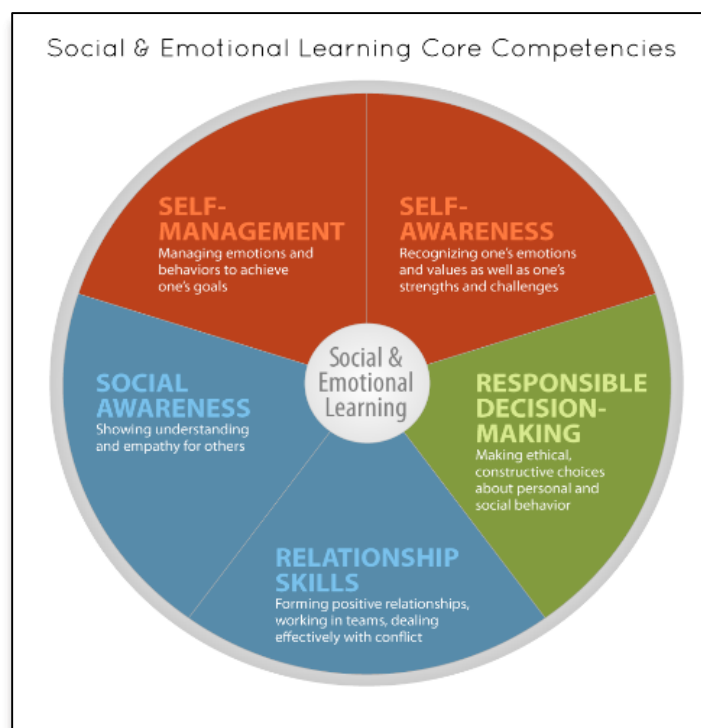 Social & Emotional Learning Core Competencies
SELF-
MANAGEMENT
Managing emotions and
behaviors to achieve
one's goals
SELF-
AWARENESS
Recognizing one's emotions
and values as well as one's
strengths and challenges
SOCIAL
AWARENESS
Showing understanding
and empathy for others
Social &
Emotional
Learning
RESPONSIBLE
DECISION-
MAKING
Making ethical,
constructive choices
about personal and
social behavior
RELATIONSHIP
SKILLS
Forming positive relationships,
working in teams, dealing
effectively with conflict